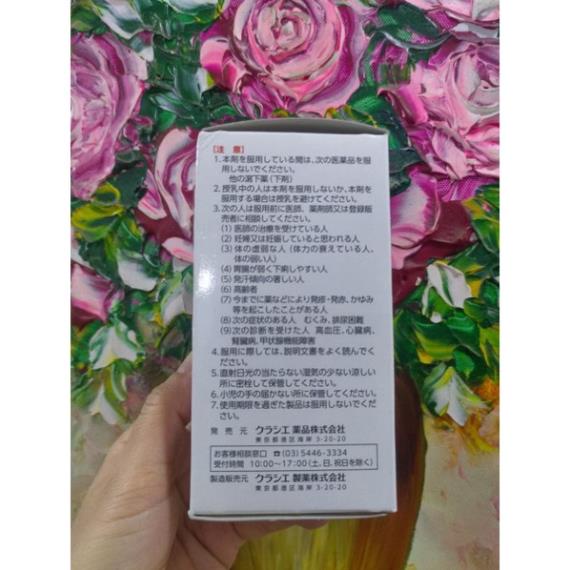 ［注　意］
1. 本剤を服用している間は、次の医薬品を服
用しないでください。
他の瀉下薬（下剤）
2. 授乳中の人は本剤を服用しないか、本剤を
服用する場合は授乳を避けてください。
3. 次の人は服用前に医師、薬剤師又は登録販
売者に相談してください。
(1) 医師の治療を受けている人
(2) 妊婦又は妊娠していると思われる人
(3) 体の虚弱な人（体力の衰えている人、
体の弱い人）
(4) 胃腸が弱く下痢しやすい人
(5) 発汗傾向の著しい人
(6) 高齢者
(7) 今までに薬などにより発疹・発赤、かゆみ
等を起こしたことがある人
(8) 次の症状のある人　むくみ、排尿困難
(9) 次の診断を受けた人　高血圧、心臓病、
腎臓病、甲状腺機能障害
4. 服用に際しては、説明文書をよく読んでくだ
さい。
5. 直射日光の当たらない湿気の少ない涼しい
所に密栓して保管してください。
6. 小児の手の届かない所に保管してください。
7. 使用期限を過ぎた製品は服用しないでくだ
さい。
発　売　元　クラシエ 薬品株式会社
東京都港区海岸 3-20-20
お客様相談窓口　☎(03) 5446-3334
受付時間　10:00～17:00（土、日、祝日を除く）
製造販売元　クラシエ 製薬株式会社
東京都港区海岸 3-20-20